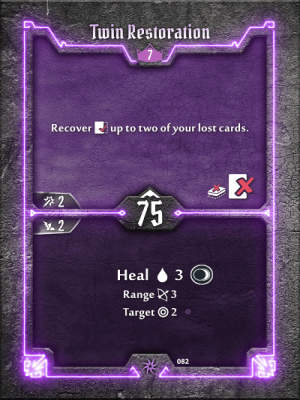 Twin Restoration
7
Recover up to two of your lost cards.
2
75
2
Heal 3
Range 3
Target 2
082